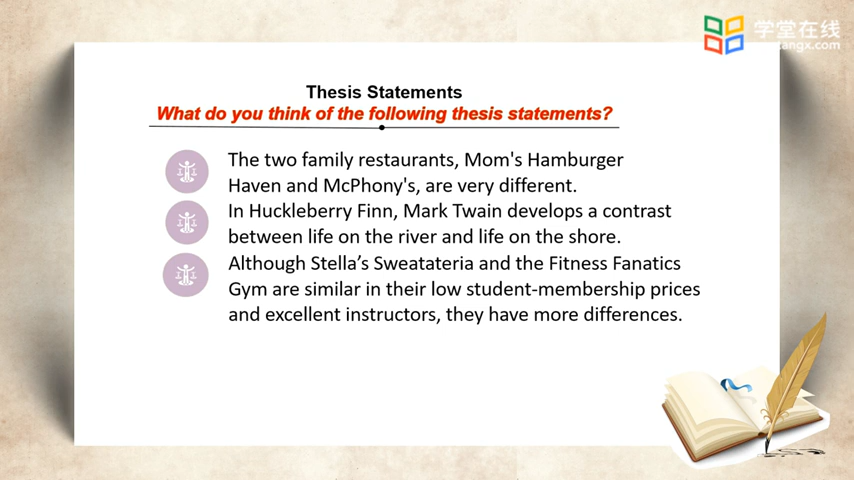 学堂在线
Thesis Statements
What do you think of the following thesis statements?
The two family restaurants, Mom's Hamburger
Haven and McPhony's, are very different.
In Huckleberry Finn, Mark Twain develops a contrast
between life on the river and life on the shore.
Although Stella’s Sweatateria and the Fitness Fanatics
Gym are similar in their low student-membership prices
and excellent instructors, they have more differences.